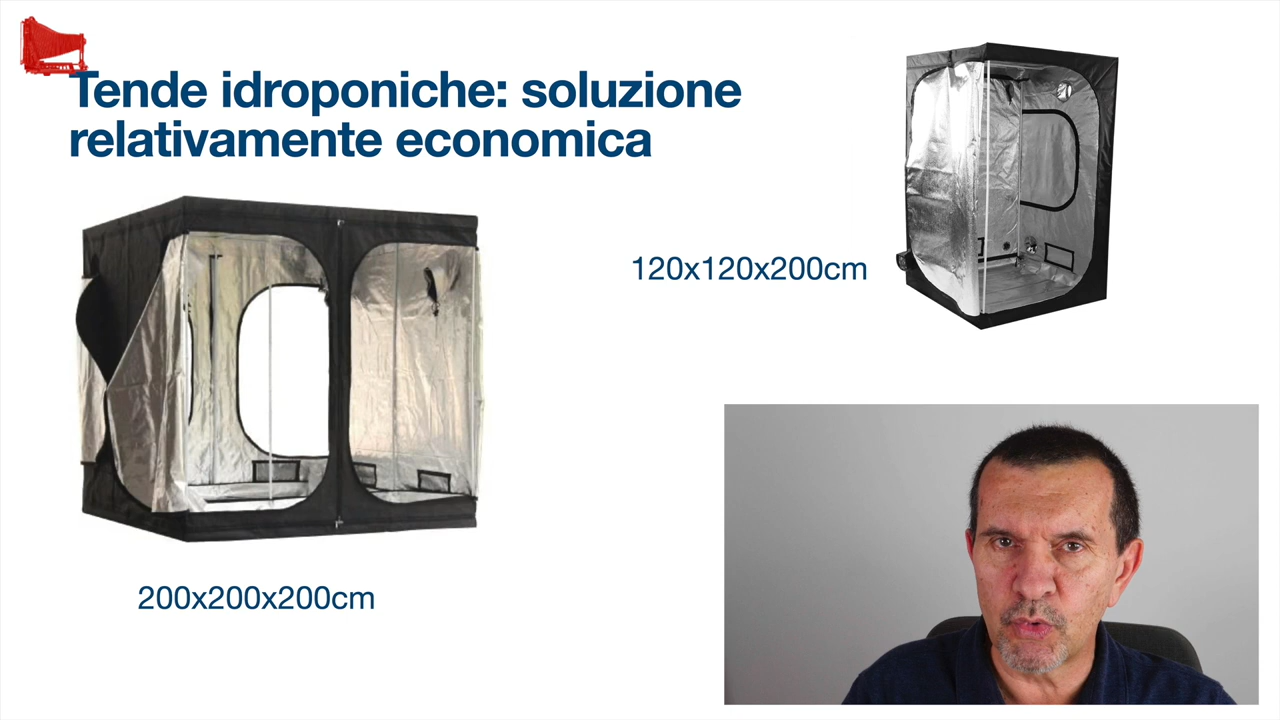 Tende idroponiche: soluzione
relativamente economica
120x120x200cm
200x200x200cm